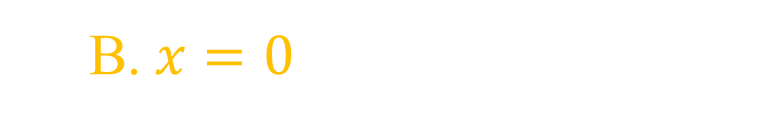 B. x = 0